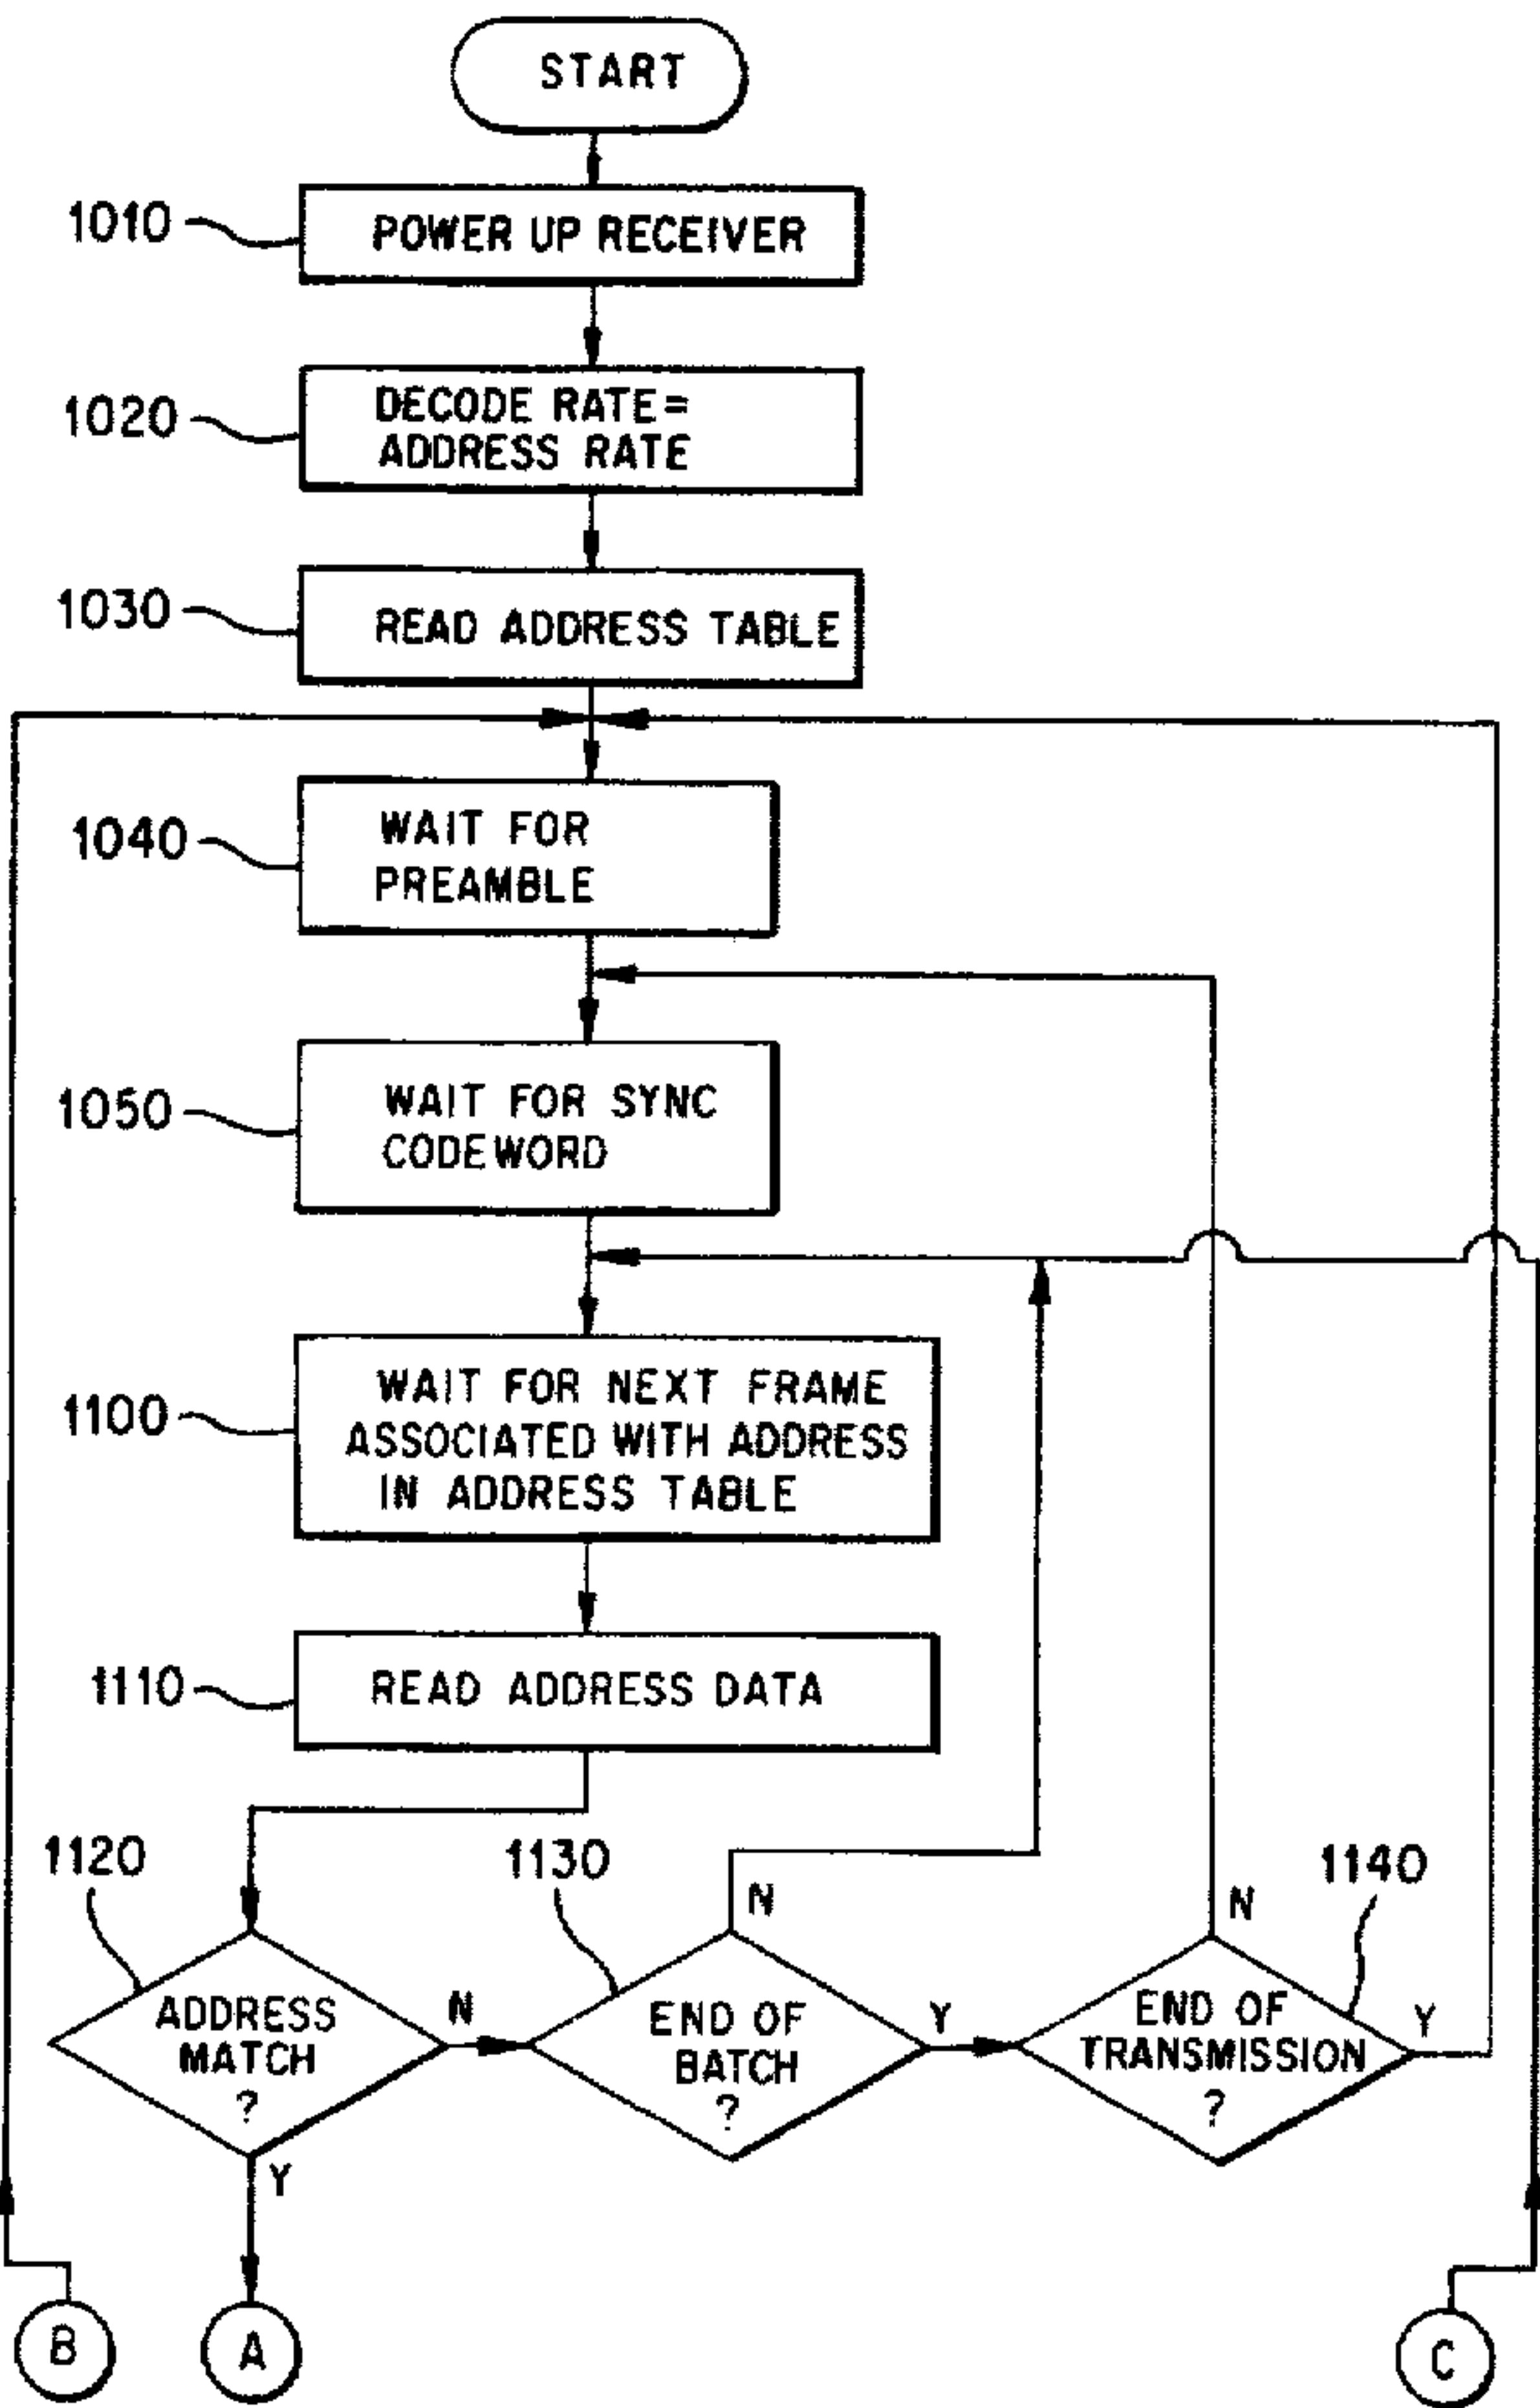 START
1010
POWER UP RECEIVER
1020
DECODE RATE=
ADDRESS RATE
1030
READ ADDRESS TABLE
1040
WAIT FOR
PREAMBLE
1050
WAIT FOR SYNC
CODEWORD
1100
WAIT FOR NEXT FRAME
ASSOCIATED WITH ADDRESS
IN ADDRESS TABLE
1110
READ ADDRESS DATA
1120
ADDRESS
MATCH
?
N
Y
1130
END OF
BATCH
?
N
Y
1140
END OF
TRANSMISSION
?
N
Y
B
A
C